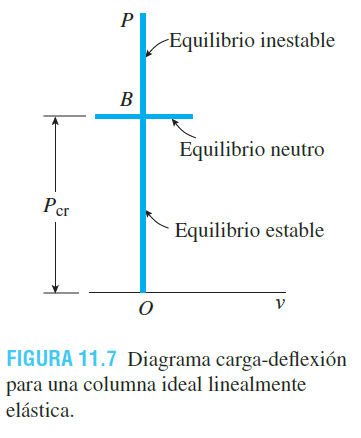 P
Equilibrio inestable
B
Equilibrio neutro
Pcr
Equilibrio estable
O
v
FIGURA 11.7 Diagrama carga-deflexión
para una columna ideal linealmente
elástica.